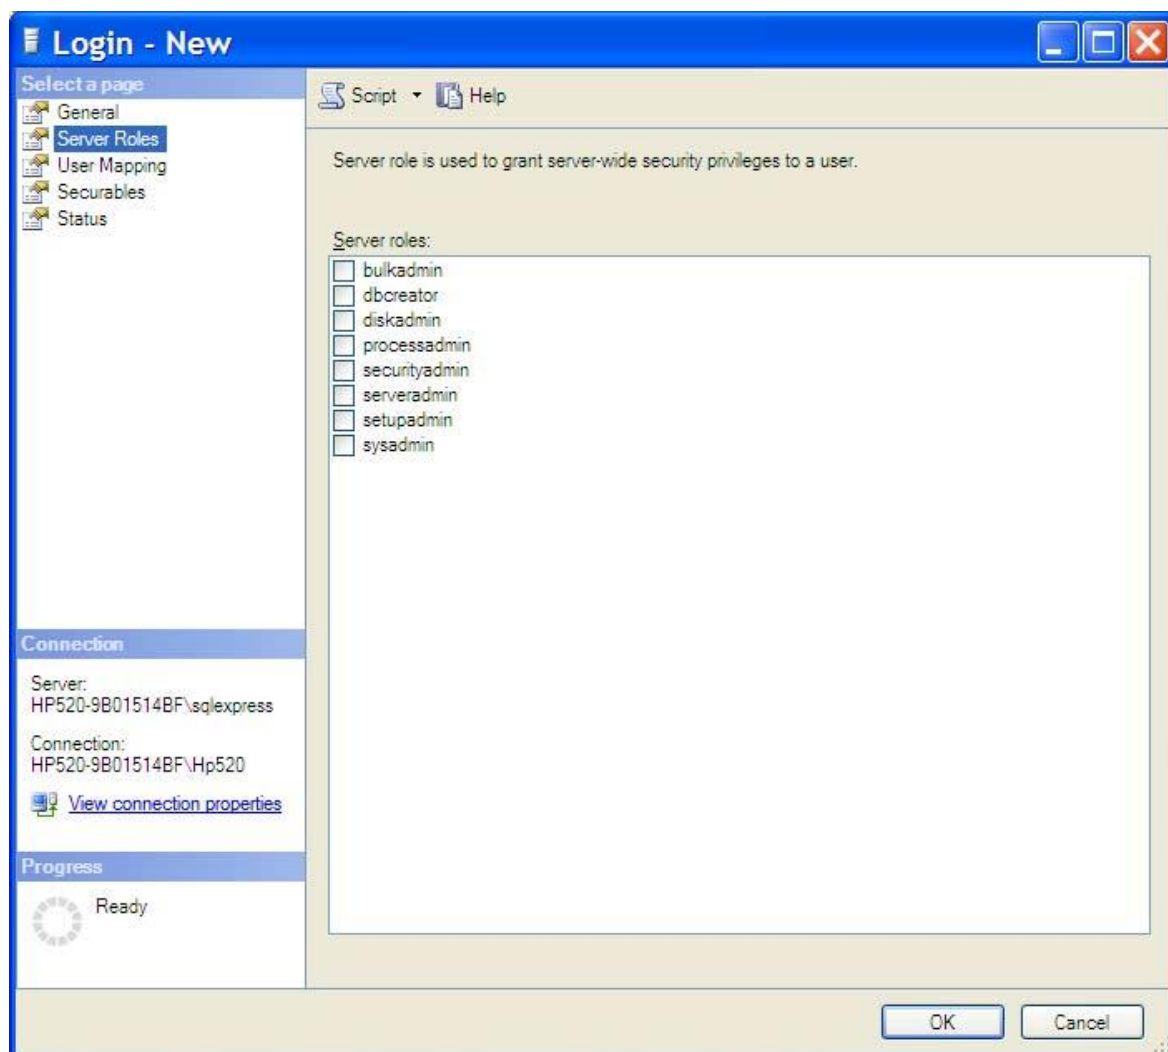 Login - New
Select a page
General
Server Roles
User Mapping
Securables
Status
Script Help
Server role is used to grant server-wide security privileges to a user.
Server roles:
bulkadmin
dbcreator
diskadmin
processadmin
securityadmin
serveradmin
setupadmin
sysadmin
Connection
Server:
HP520-9B01514BF\sqlexpress
Connection:
HP520-9B01514BF\Hp520
View connection properties
Progress
Ready
OK Cancel